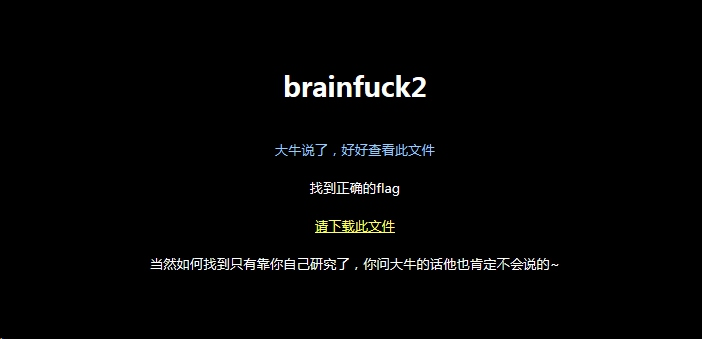 brainfuck2
大牛说了，好好查看此文件
找到正确的flag
请下载此文件
当然如何找到只有靠你自己研究了，你问大牛的话他也肯定不会说的~